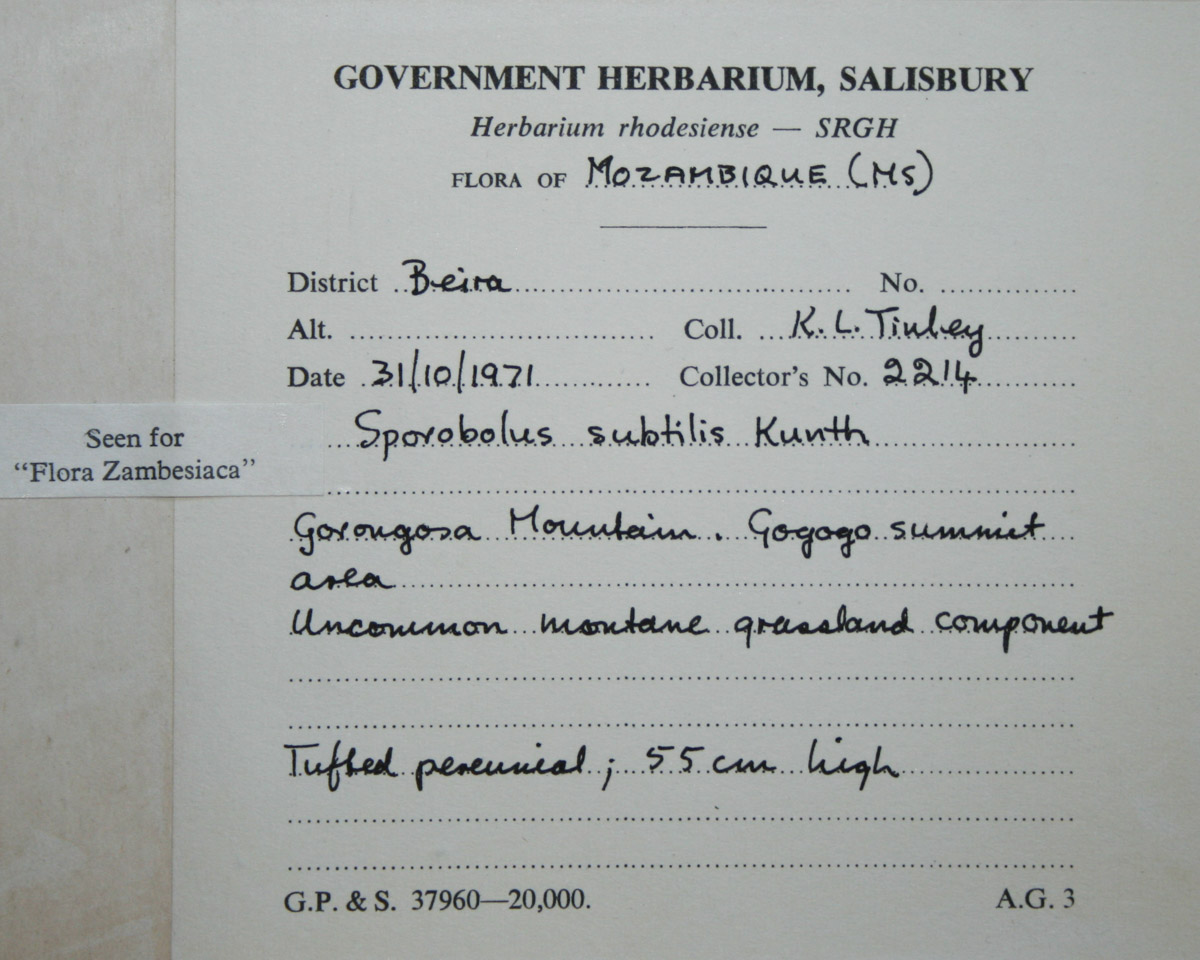 GOVERNMENT HERBARIUM, SALISBURY
Herbarium rhodesiense — SRGH
FLORA OF MOZAMBIQUE (MS)
District Beira No.
Alt. Coll. K. L. Tinley
Date 31/10/1971 Collector's No. 2214
Sporobolus subtilis Kunth
Seen for
"Flora Zambesiaca"
Gorongosa Mountain. Gogogo summit
area
Uncommon montane grassland component
Tufted perennial; 55 cm high
G.P. & S. 37960—20,000. A.G. 3